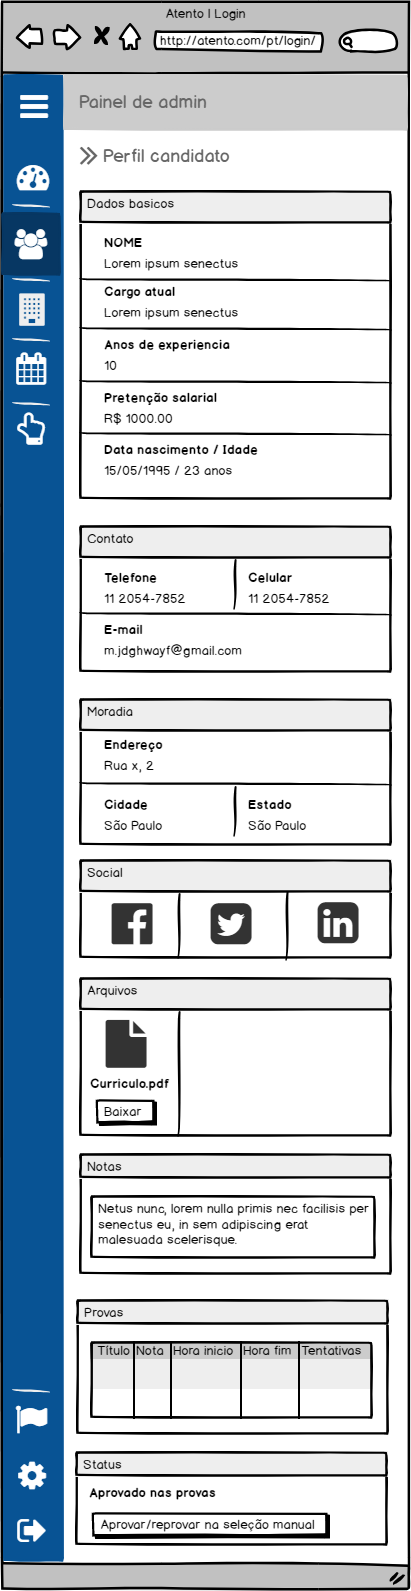 Atento | Login
http://atento.com/pt/login/
Painel de admin
Perfil candidato
Dados basicos
NOME
Lorem ipsum senectus
Cargo atual
Lorem ipsum senectus
Anos de experiencia
10
Pretenção salarial
R$ 1000.00
Data nascimento / Idade
15/05/1995 / 23 anos
Contato
Telefone Celular
11 2054-7852 11 2054-7852
E-mail
m.jdghwayf@gmail.com
Moradia
Endereço
Rua x, 2
Cidade Estado
São Paulo São Paulo
Social
Arquivos
Curriculo.pdf
Baixar
Notas
Netus nunc, lorem nulla primis nec facilisis per
senectus eu, in sem adipiscing erat
malesuada scelerisque.
Provas
Título Nota Hora inicio Hora fim Tentativas
Status
Aprovado nas provas
Aprovar/reprovar na seleção manual